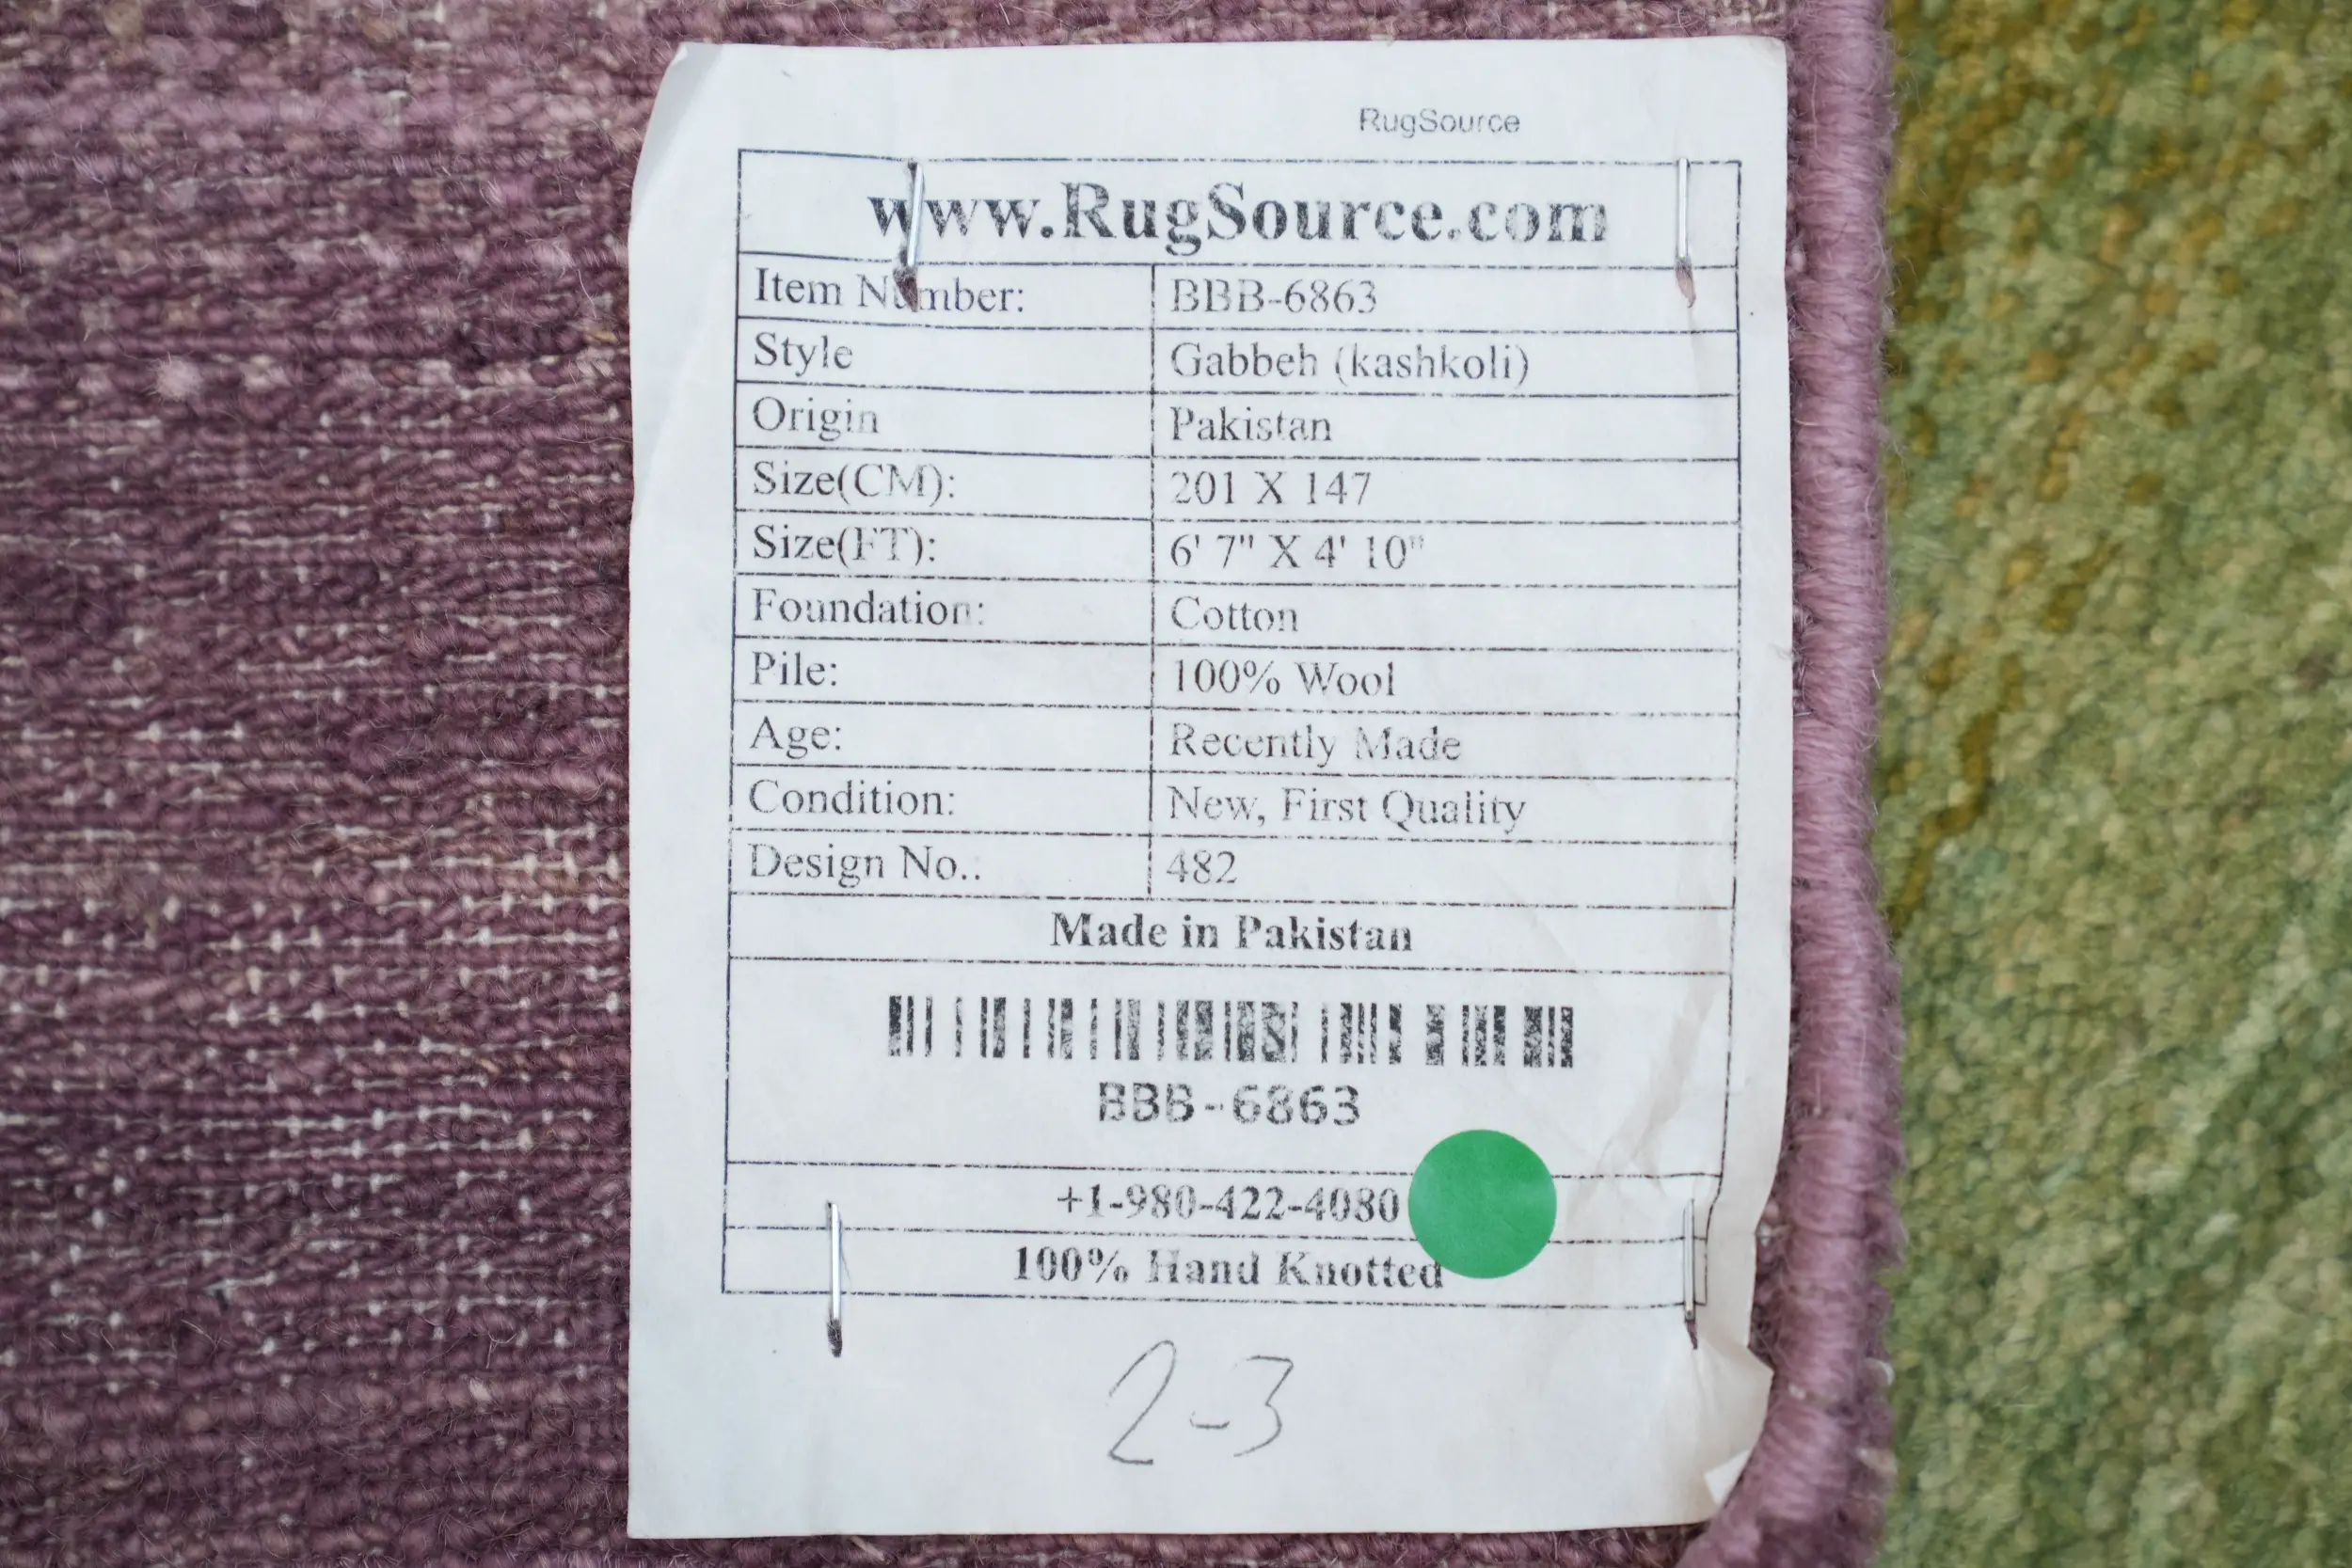 RugSource
www.RugSource.com
Item Number: BBB-6863
Style Gabbeh (kashkoli)
Origin Pakistan
Size(CM): 201 X 147
Size(FT): 6' 7" X 4' 10"
Foundation: Cotton
Pile: 100% Wool
Age: Recently Made
Condition: New, First Quality
Design No.: 482
Made in Pakistan
BBB-6863
+1-980-422-4080
100% Hand Knotted
2-3